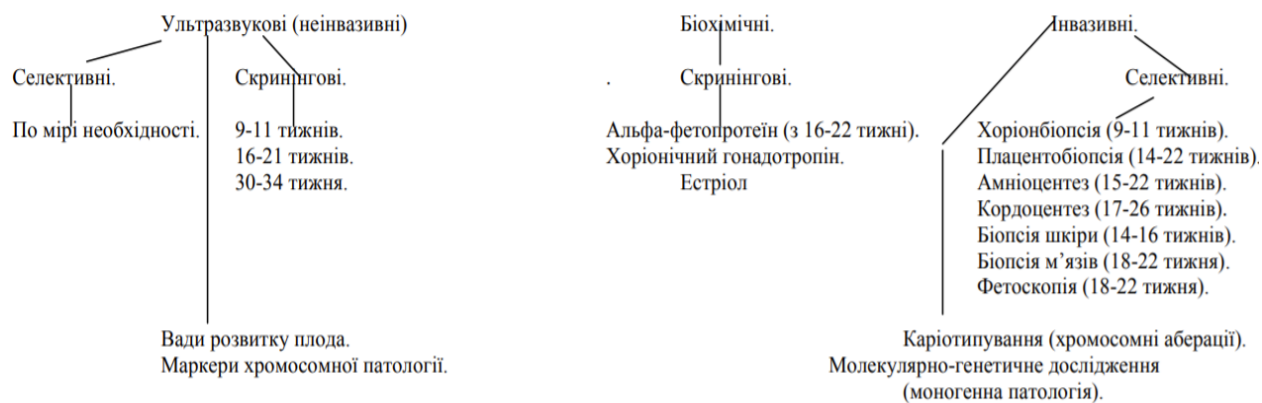 Ультразвукові (неінвазивні)
Селективні.
Скринінгові.
По мірі необхідності.
9-11 тижнів.
16-21 тижнів.
30-34 тижня.
Вади розвитку плода.
Маркери хромосомної патології.
Біохімічні.
. Скринінгові.
Альфа-фетопротеїн (з 16-22 тижні).
Хоріонічний гонадотропін.
Естріол
Інвазивні.
Селективні.
Хоріонбіопсія (9-11 тижнів).
Плацентобіопсія (14-22 тижнів).
Амніоцентез (15-22 тижнів).
Кордоцентез (17-26 тижнів).
Біопсія шкіри (14-16 тижнів).
Біопсія м’язів (18-22 тижня).
Фетоскопія (18-22 тижня).
Каріотипування (хромосомні аберації).
Молекулярно-генетичне дослідження
(моногенна патологія).